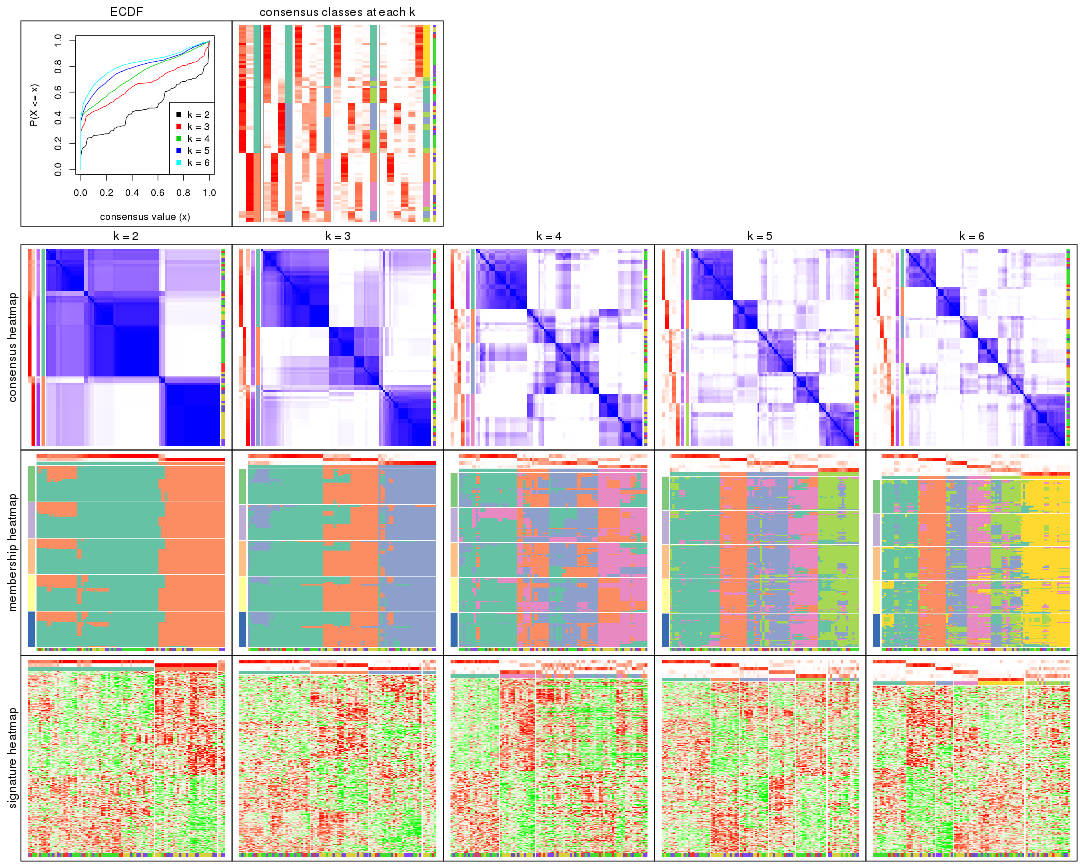 ECDF
consensus classes at each k
P(X <= x)
1.0
0.8
0.6
0.4
0.2
0.0
k = 2
k = 3
k = 4
k = 5
k = 6
0.0 0.2 0.4 0.6 0.8 1.0
consensus value (x)
k = 2
k = 3
k = 4
k = 5
k = 6
consensus heatmap
membership heatmap
signature heatmap